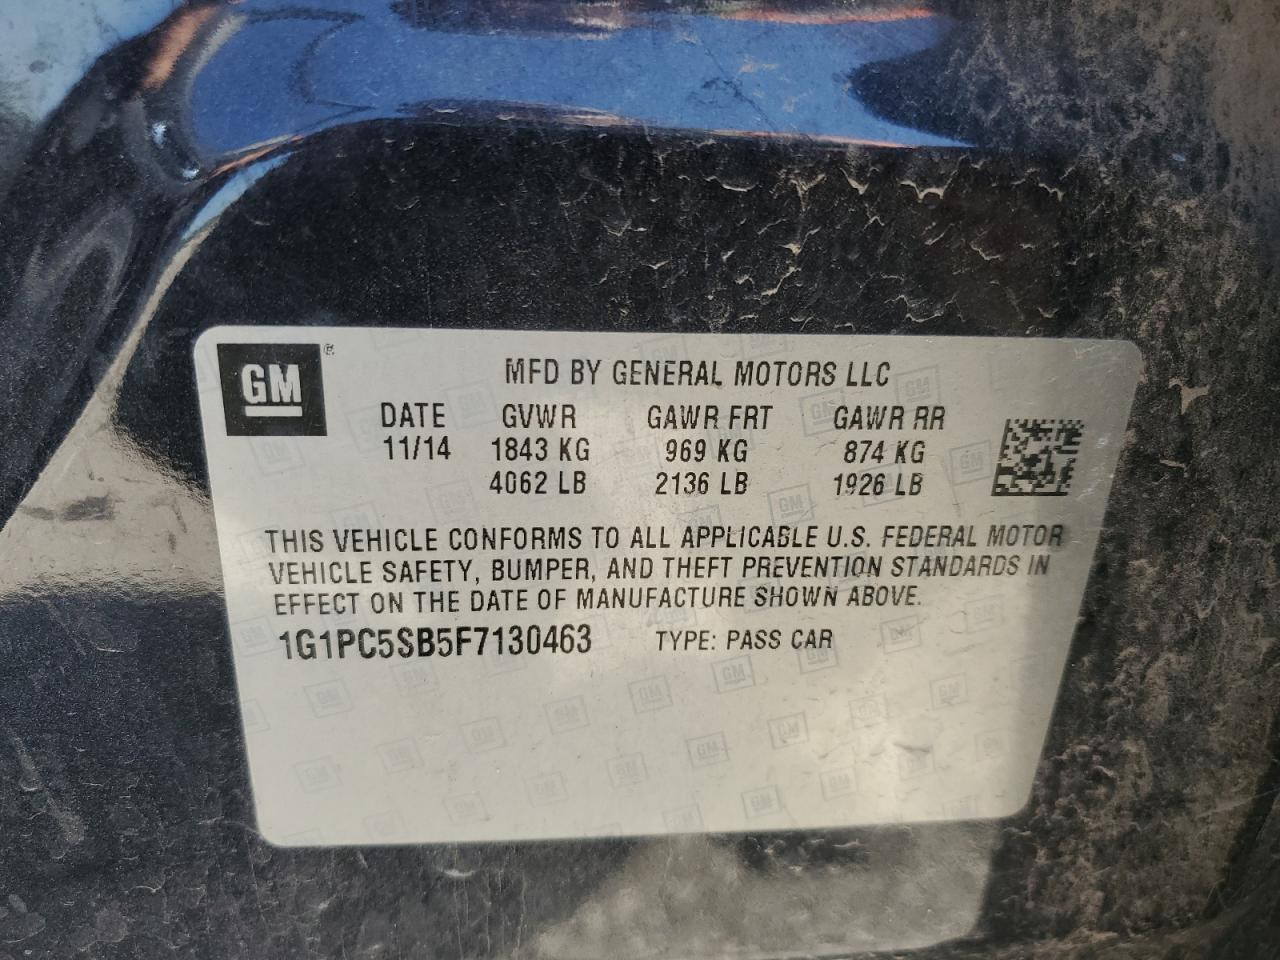 GM
MFD BY GENERAL MOTORS LLC
DATE GVWR GAWR FRT GAWR RR
11/14 1843 KG 969 KG 874 KG
4062 LB 2136 LB 1926 LB
THIS VEHICLE CONFORMS TO ALL APPLICABLE U.S. FEDERAL MOTOR
VEHICLE SAFETY, BUMPER, AND THEFT PREVENTION STANDARDS IN
EFFECT ON THE DATE OF MANUFACTURE SHOWN ABOVE.
1G1PC5SB5F7130463 TYPE: PASS CAR